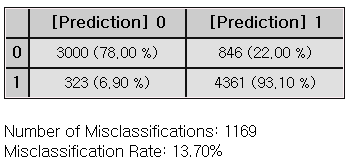 [Prediction] 0 [Prediction] 1
0 3000 (78,00 %) 846 (22,00 %)
1 323 (6,90 %) 4361 (93,10 %)
Number of Misclassifications: 1169
Misclassification Rate: 13.70%